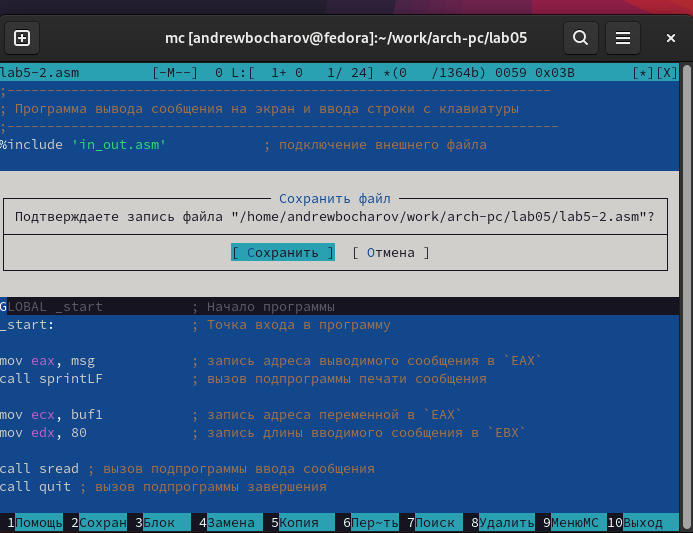 mc [andrewbocharov@fedora]:~/work/arch-pc/lab05
lab5-2.asm [-M--] 0 L:[ 1+ 0 1/ 24] *(0 /1364b) 0059 0x03B [*][X]
;--------------------------------------------------------------------
; Программа вывода сообщения на экран и ввода строки с клавиатуры
;---------------------------------------------------------------------
%include 'in_out.asm' ; подключение внешнего файла
Сохранить файл
Подтверждаете запись файла "/home/andrewbocharov/work/arch-pc/lab05/lab5-2.asm"?
[ Сохранить ] [ Отмена ]
GLOBAL _start ; Начало программы
_start: ; Точка входа в программу
mov eax, msg ; запись адреса выводимого сообщения в `EAX`
call sprintLF ; вызов подпрограммы печати сообщения
mov ecx, buf1 ; запись адреса переменной в `EAX`
mov edx, 80 ; запись длины вводимого сообщения в `EBX`
call sread ; вызов подпрограммы ввода сообщения
call quit ; вызов подпрограммы завершения
1Помощь 2Сохран 3Блок 4Замена 5Копия 6Пер~ть 7Поиск 8Удалить 9МенюМС 10Выход